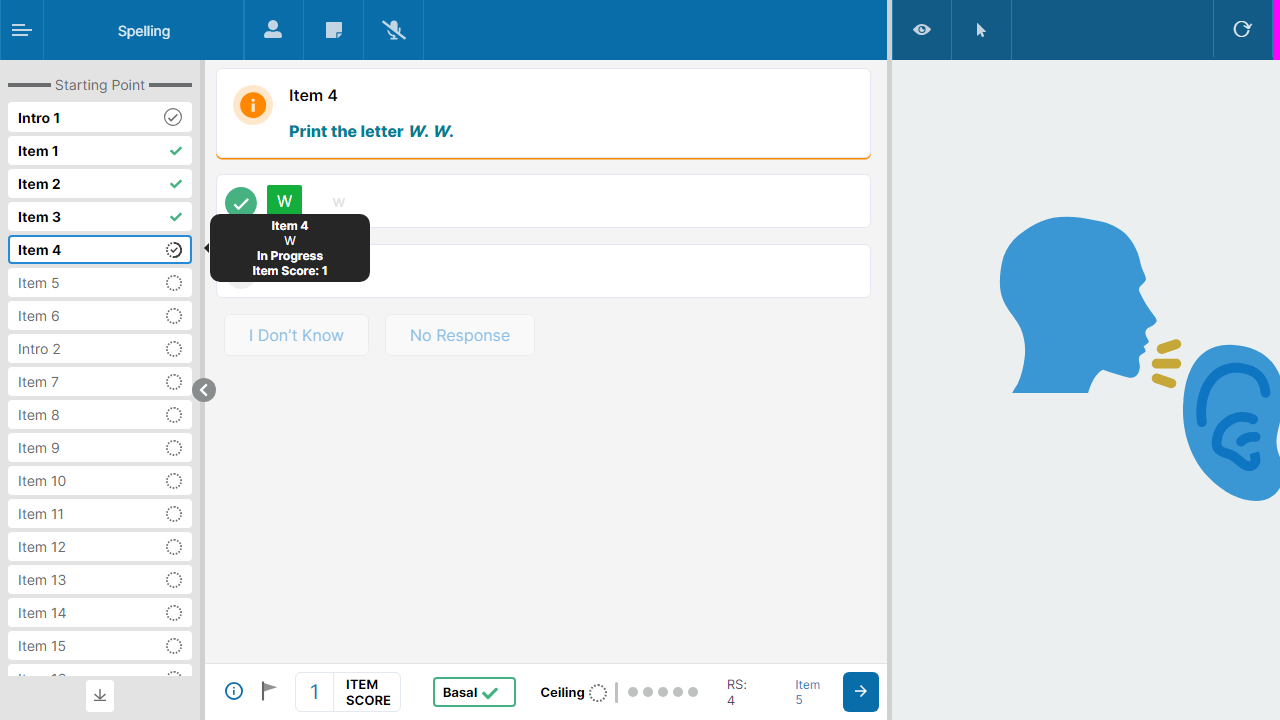 Spelling
Starting Point
Intro 1
Item 1
Item 2
Item 3
Item 4
Item 5
Item 6
Intro 2
Item 7
Item 8
Item 9
Item 10
Item 11
Item 12
Item 13
Item 14
Item 15
Item 4
Print the letter W. W.
W w
Item 4
W
In Progress
Item Score: 1
I Don't Know
No Response
1
ITEM
SCORE
Basal
Ceiling
RS:
4
Item
5